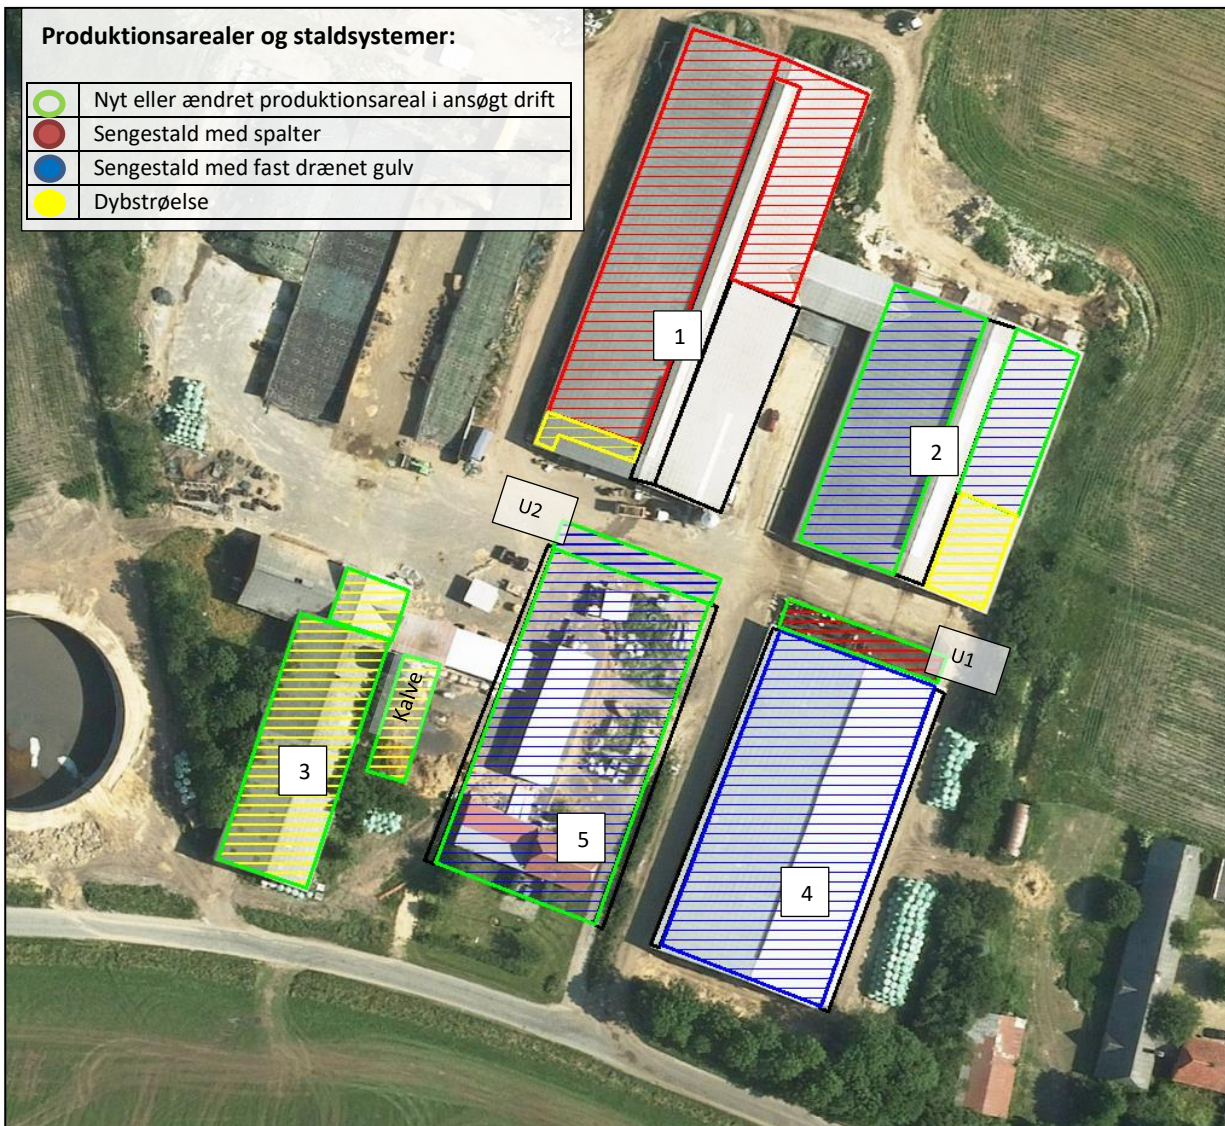 Produktionsarealer og staldsystemer:
Nyt eller ændret produktionsareal i ansøgt drift
Sengestald med spalter
Sengestald med fast drænet gulv
Dybstrøelse
1
2
U2
U1
Kalve
3
5
4